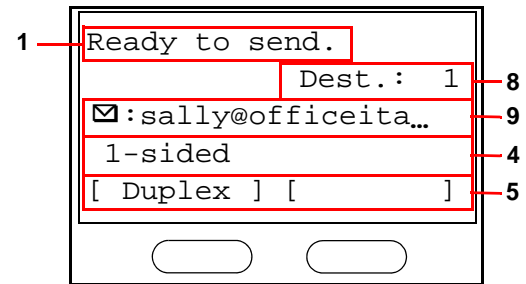 1 Ready to send.
Dest.: 1 8
:sally@officeita… 9
1-sided 4
[ Duplex ] [ ] 5